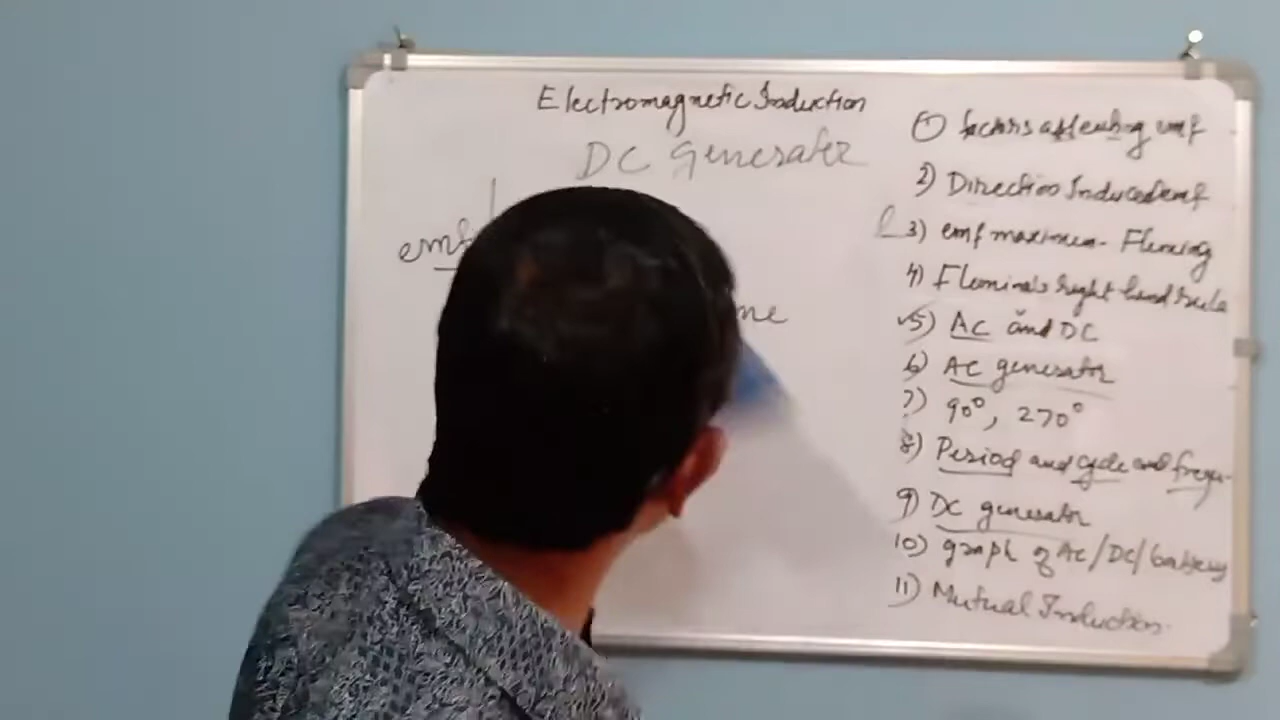 Electromagnetic Induction
DC Generator
emf
① factors affecting emf
2) Direction Induced emf
3) emf maximum - Fleming
4) Fleming's right hand rule
5) AC and DC
6) AC generator
7) 90°, 270°
8) Period and cycle and frequ-
9) DC generator
10) graph of AC/DC/battery
11) Mutual Induction.